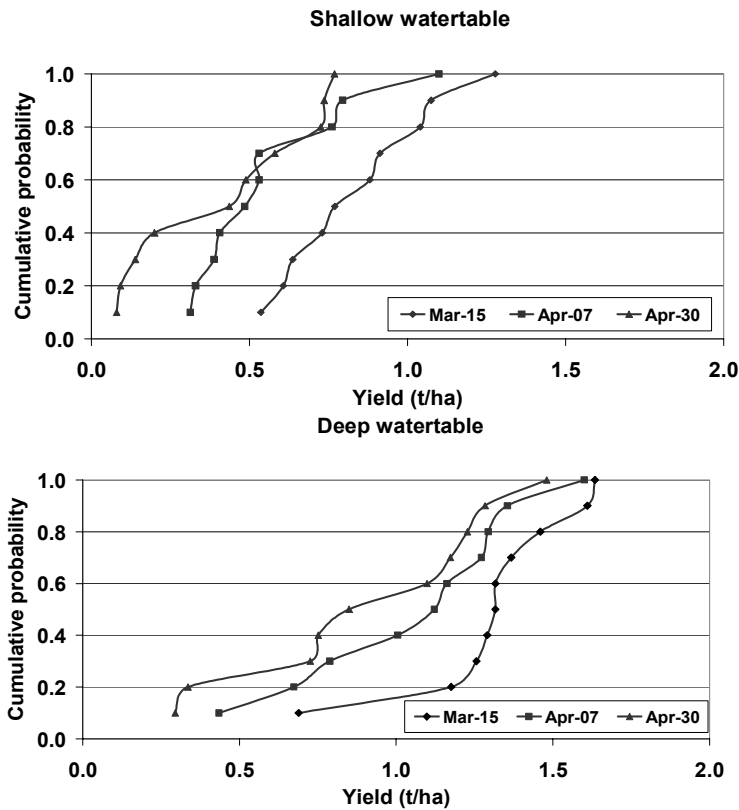 Shallow watertable
Cumulative probability
1.0
0.8
0.6
0.4
0.2
0.0
Mar-15 Apr-07 Apr-30
0.0 0.5 1.0 1.5 2.0
Yield (t/ha)
Deep watertable
Cumulative probability
1.0
0.8
0.6
0.4
0.2
0.0
Mar-15 Apr-07 Apr-30
0.0 0.5 1.0 1.5 2.0
Yield (t/ha)